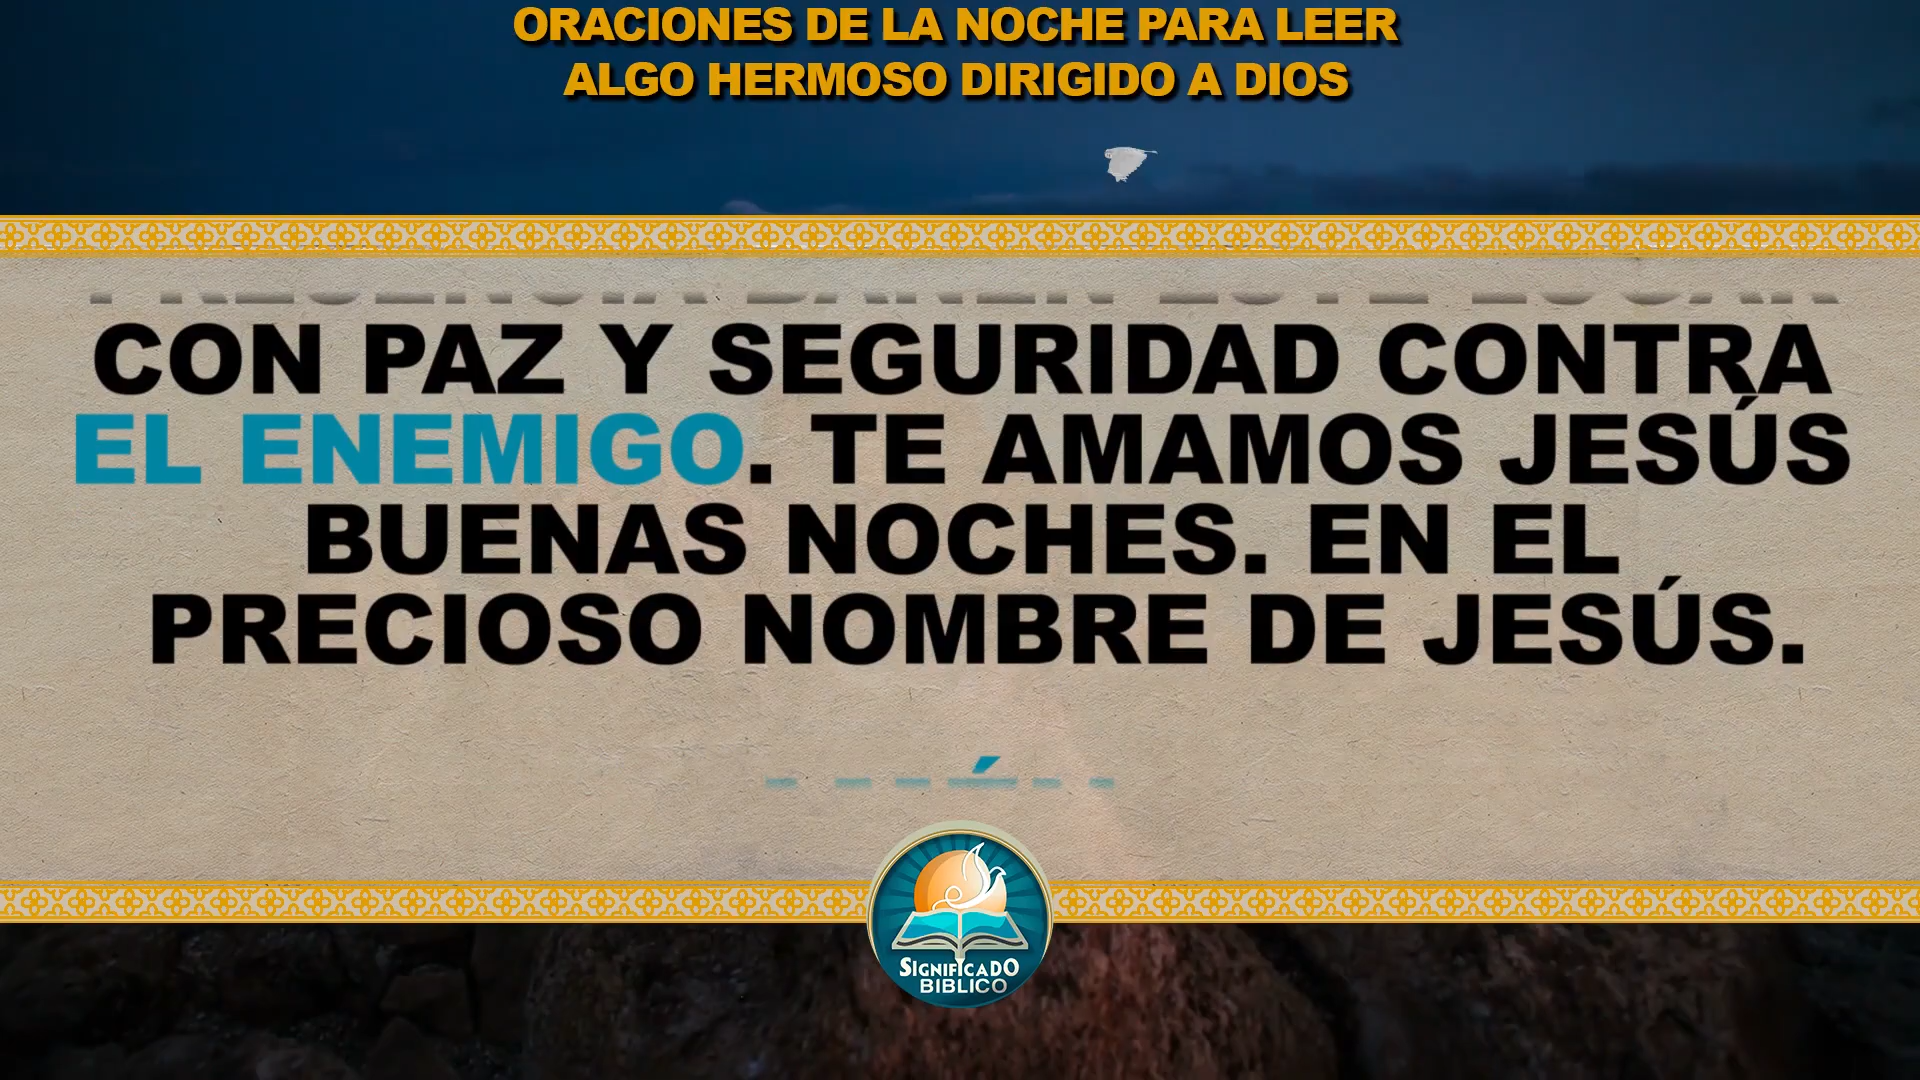 ORACIONES DE LA NOCHE PARA LEER
ALGO HERMOSO DIRIGIDO A DIOS
CON PAZ Y SEGURIDAD CONTRA
EL ENEMIGO. TE AMAMOS JESÚS
BUENAS NOCHES. EN EL
PRECIOSO NOMBRE DE JESÚS.
SIGNIFICADO
BIBLICO